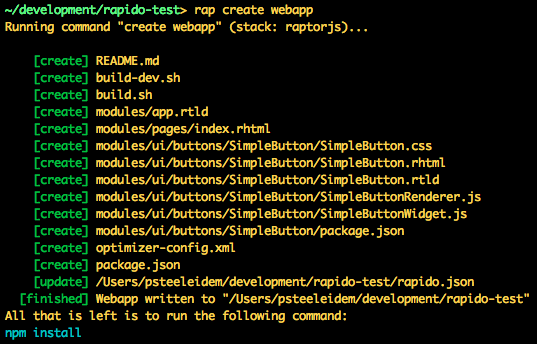 ~/development/rapido-test> rap create webapp
Running command "create webapp" (stack: raptorjs)...
[create] README.md
[create] build-dev.sh
[create] build.sh
[create] modules/app.rtld
[create] modules/pages/index.rhtml
[create] modules/ui/buttons/SimpleButton/SimpleButton.css
[create] modules/ui/buttons/SimpleButton/SimpleButton.rhtml
[create] modules/ui/buttons/SimpleButton/SimpleButton.rtld
[create] modules/ui/buttons/SimpleButton/SimpleButtonRenderer.js
[create] modules/ui/buttons/SimpleButton/SimpleButtonWidget.js
[create] modules/ui/buttons/SimpleButton/package.json
[create] optimizer-config.xml
[create] package.json
[update] /Users/psteeleidem/development/rapido-test/rapido.json
[finished] Webapp written to "/Users/psteeleidem/development/rapido-test"
All that is left is to run the following command:
npm install